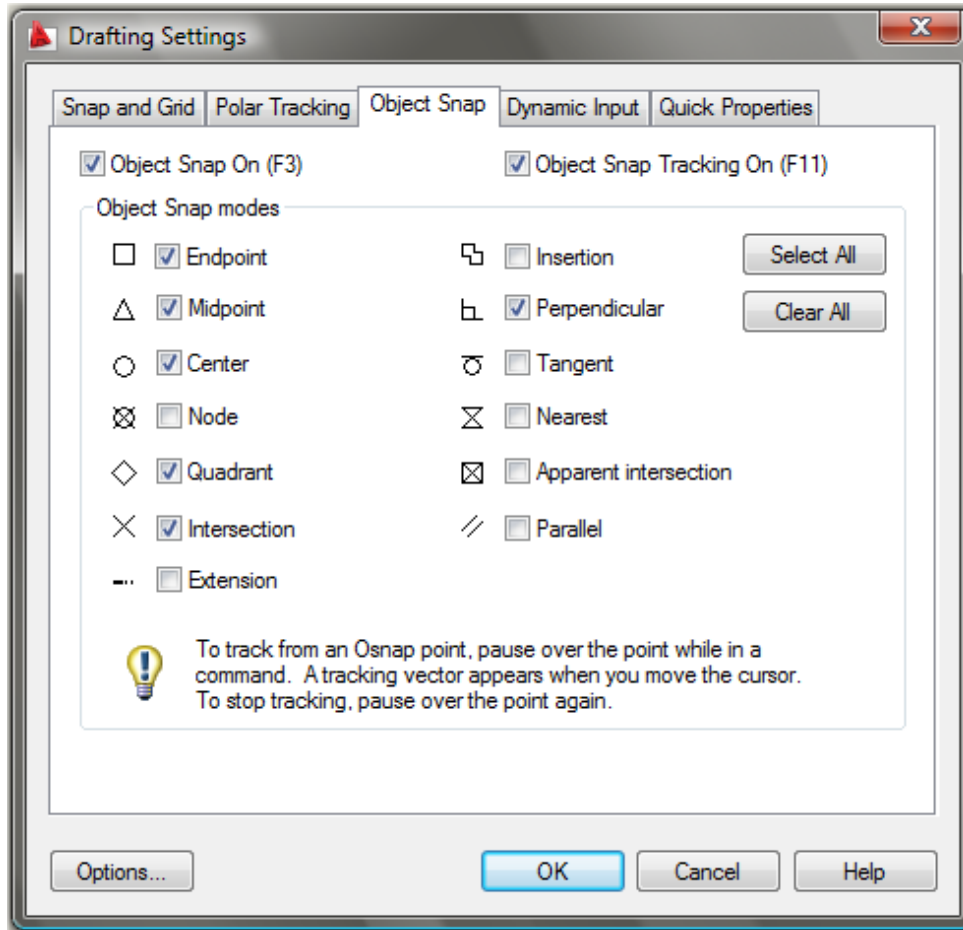 Drafting Settings
Snap and Grid
Polar Tracking
Object Snap
Dynamic Input
Quick Properties
Object Snap On (F3)
Object Snap Tracking On (F11)
Object Snap modes
Endpoint
Midpoint
Center
Node
Quadrant
Intersection
Extension
Insertion
Perpendicular
Tangent
Nearest
Apparent intersection
Parallel
Select All
Clear All
To track from an Osnap point, pause over the point while in a
command. A tracking vector appears when you move the cursor.
To stop tracking, pause over the point again.
Options...
OK
Cancel
Help